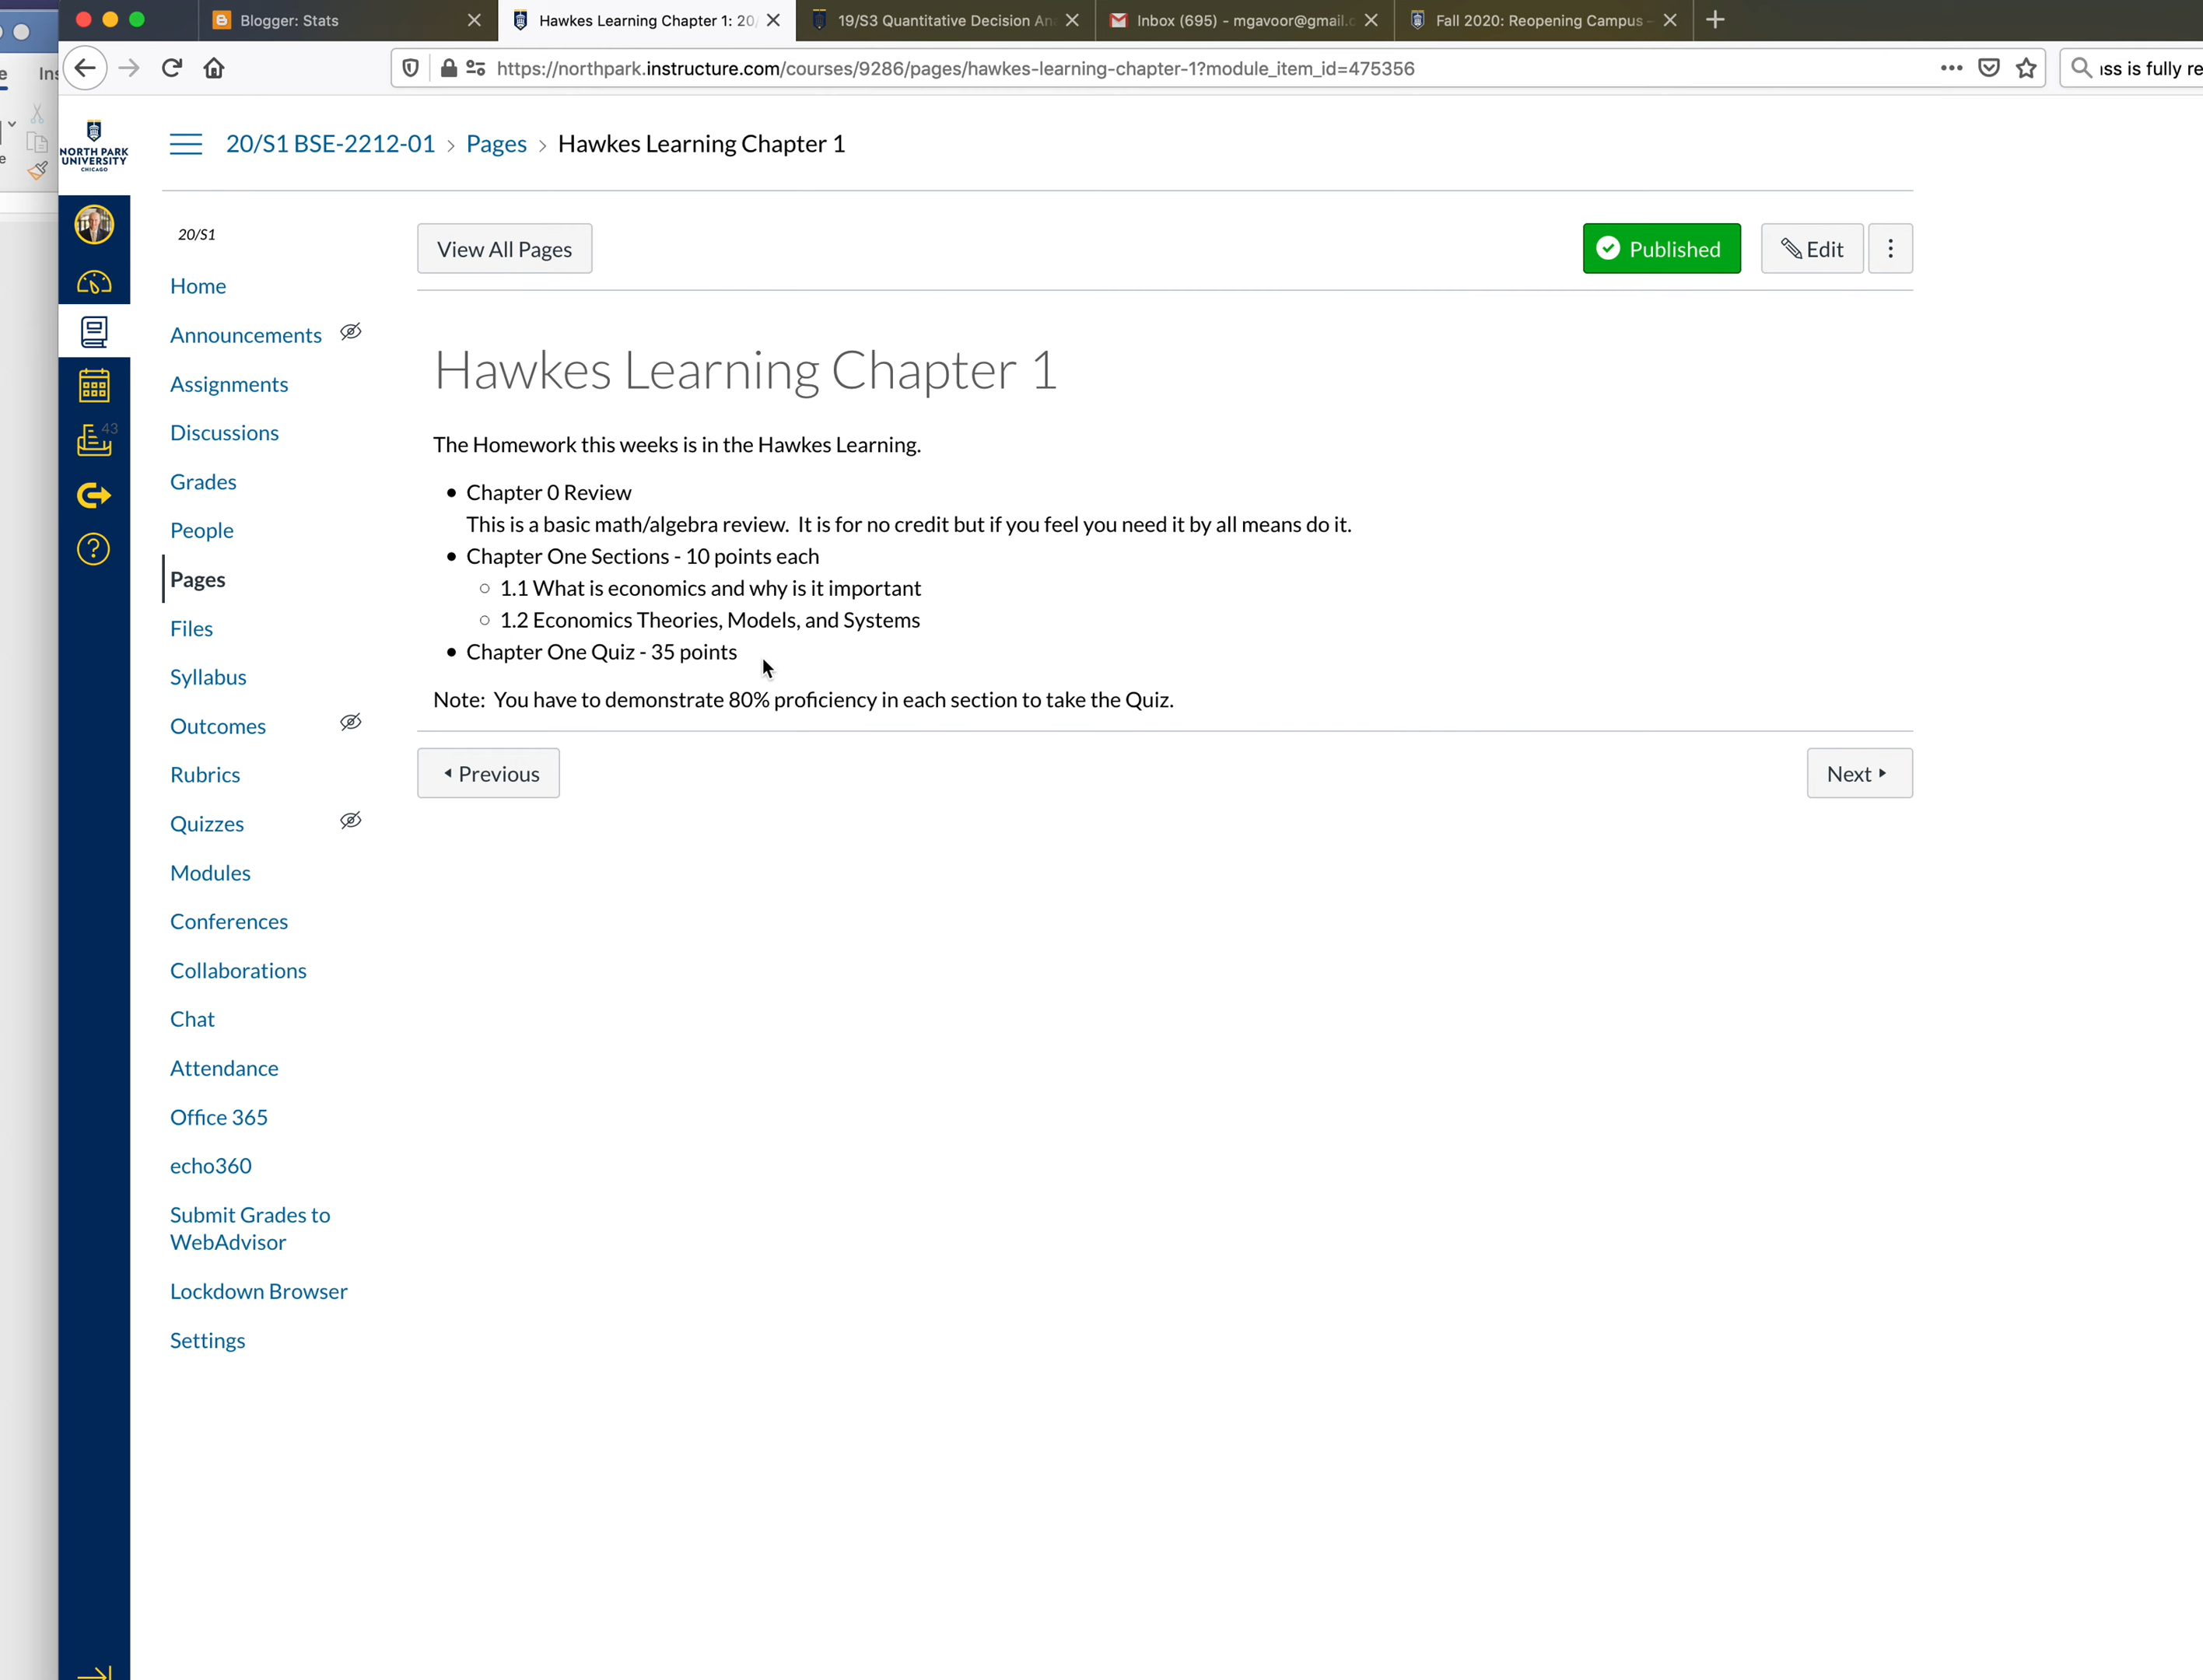 Blogger: Stats
Hawkes Learning Chapter 1: 20/
19/S3 Quantitative Decision An
Inbox (695) - mgavoor@gmail.c
Fall 2020: Reopening Campus -
https://northpark.instructure.com/courses/9286/pages/hawkes-learning-chapter-1?module_item_id=475356
ss is fully re
Ins
NORTH PARK
UNIVERSITY
CHICAGO
20/S1 BSE-2212-01 > Pages > Hawkes Learning Chapter 1
20/S1
View All Pages
Published
Edit
Home
Announcements
Assignments
Discussions
Grades
People
Pages
Files
Syllabus
Outcomes
Rubrics
Quizzes
Modules
Conferences
Collaborations
Chat
Attendance
Office 365
echo360
Submit Grades to
WebAdvisor
Lockdown Browser
Settings
43
Hawkes Learning Chapter 1
The Homework this weeks is in the Hawkes Learning.
Chapter 0 Review
This is a basic math/algebra review. It is for no credit but if you feel you need it by all means do it.
Chapter One Sections - 10 points each
1.1 What is economics and why is it important
1.2 Economics Theories, Models, and Systems
Chapter One Quiz - 35 points
Note: You have to demonstrate 80% proficiency in each section to take the Quiz.
Previous
Next